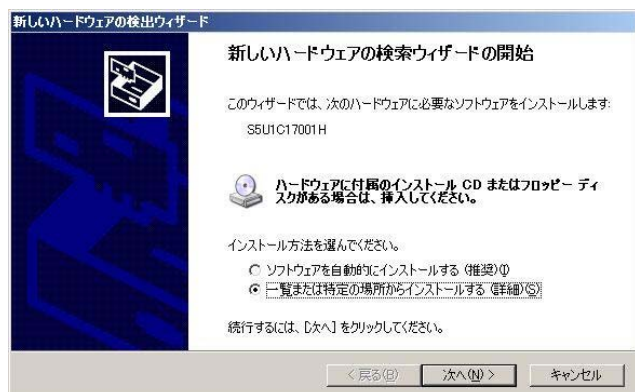 新しいハードウェアの検出ウィザード
新しいハードウェアの検索ウィザードの開始
このウィザードでは、次のハードウェアに必要なソフトウェアをインストールします:
S5U1C17001H
ハードウェアに付属のインストール CD またはフロッピー ディ
スクがある場合は、挿入してください。
インストール方法を選んでください。
ソフトウェアを自動的にインストールする (推奨)(I)
一覧または特定の場所からインストールする (詳細)(S)
続行するには、[次へ] をクリックしてください。
< 戻る(B)
次へ(N) >
キャンセル